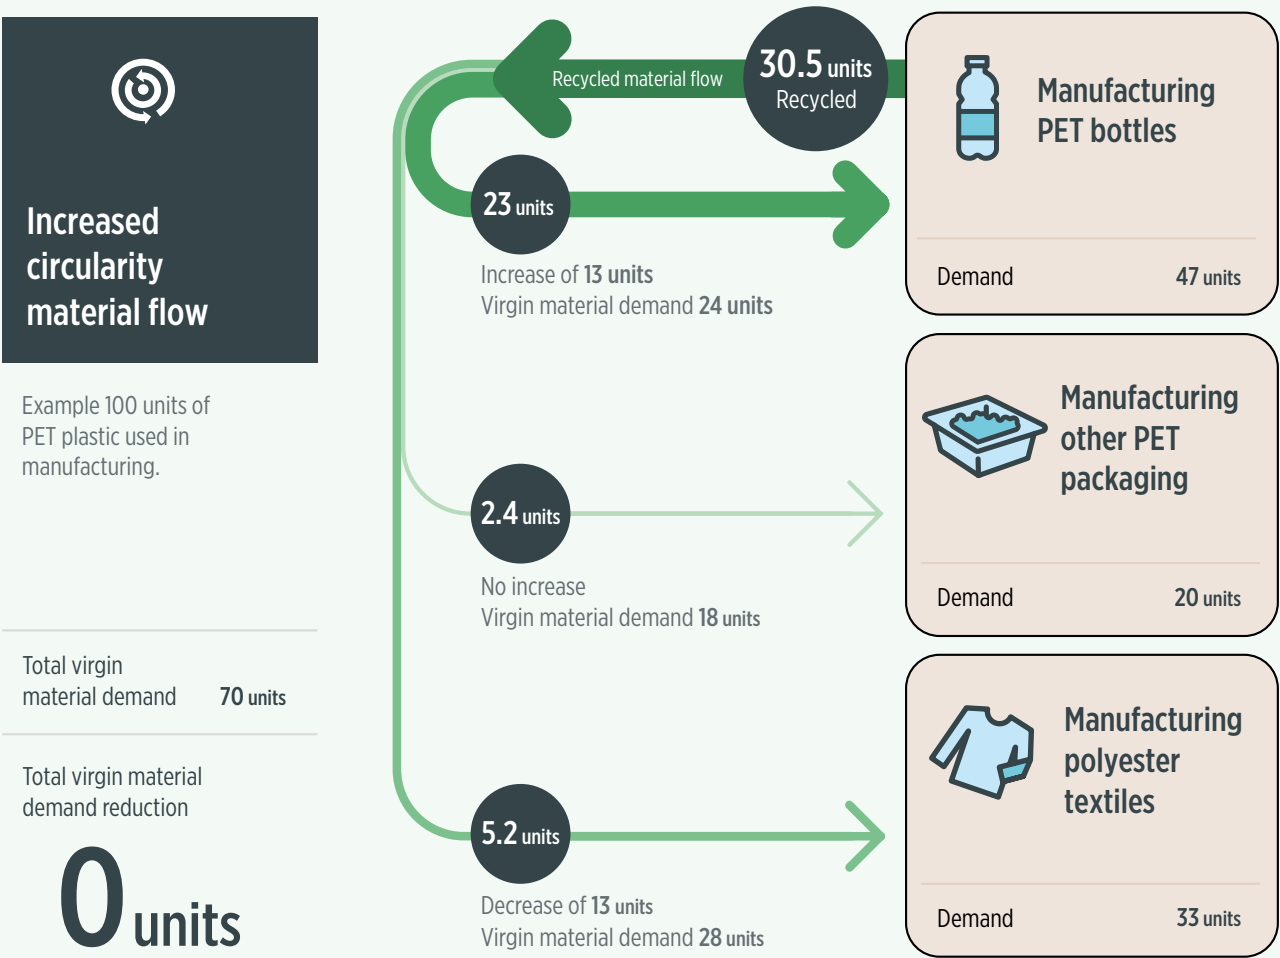 Increased
circularity
material flow
Example 100 units of
PET plastic used in
manufacturing.
Total virgin
material demand 70 units
Total virgin material
demand reduction
0 units
Recycled material flow
30.5 units
Recycled
23 units
Increase of 13 units
Virgin material demand 24 units
2.4 units
No increase
Virgin material demand 18 units
5.2 units
Decrease of 13 units
Virgin material demand 28 units
Manufacturing
PET bottles
Demand 47 units
Manufacturing
other PET
packaging
Demand 20 units
Manufacturing
polyester
textiles
Demand 33 units